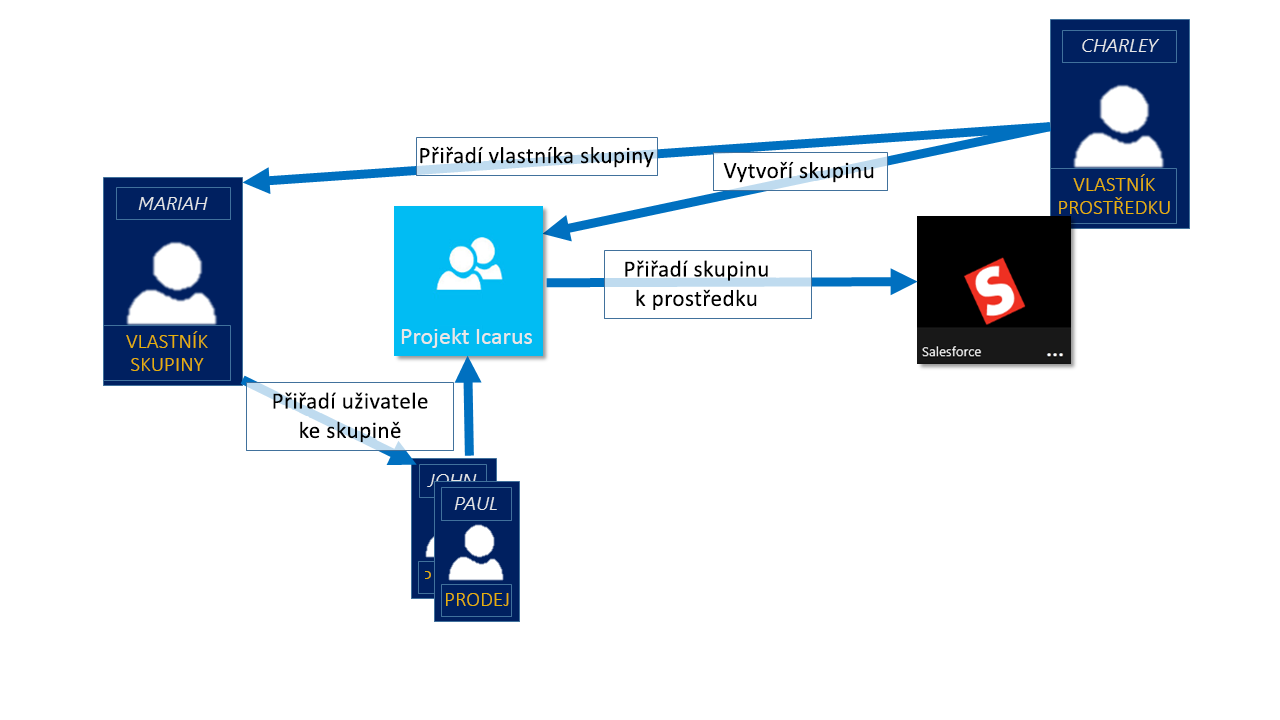 CHARLEY
VLASTNÍK
PROSTŘEDKU
Přiřadí vlastníka skupiny
Vytvoří skupinu
MARIAH
VLASTNÍK
SKUPINY
Projekt Icarus
Přiřadí skupinu
k prostředku
S
Salesforce
Přiřadí uživatele
ke skupině
JOHN
PAUL
PRODEJ